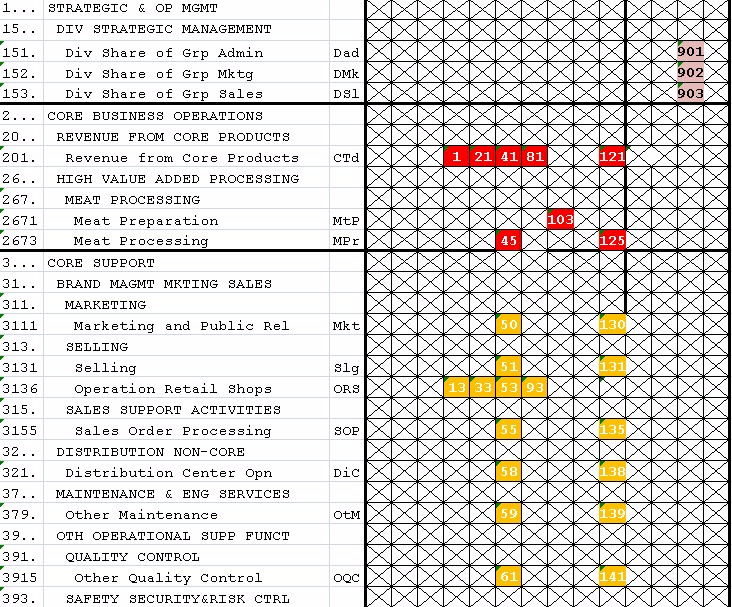 1... STRATEGIC & OP MGMT
15.. DIV STRATEGIC MANAGEMENT
151. Div Share of Grp Admin Dad 901
152. Div Share of Grp Mktg DMk 902
153. Div Share of Grp Sales DSl 903
2... CORE BUSINESS OPERATIONS
20.. REVENUE FROM CORE PRODUCTS
201. Revenue from Core Products CTd 1 21 41 81 121
26.. HIGH VALUE ADDED PROCESSING
267. MEAT PROCESSING
2671 Meat Preparation MtP 103
2673 Meat Processing MPr 45 125
3... CORE SUPPORT
31.. BRAND MAGMT MKTING SALES
311. MARKETING
3111 Marketing and Public Rel Mkt 50 130
313. SELLING
3131 Selling Slg 51 131
3136 Operation Retail Shops ORS 13 33 53 93
315. SALES SUPPORT ACTIVITIES
3155 Sales Order Processing SOP 55 135
32.. DISTRIBUTION NON-CORE
321. Distribution Center Opn DiC 58 138
37.. MAINTENANCE & ENG SERVICES
379. Other Maintenance OtM 59 139
39.. OTH OPERATIONAL SUPP FUNCT
391. QUALITY CONTROL
3915 Other Quality Control OQC 61 141
393. SAFETY SECURITY&RISK CTRL